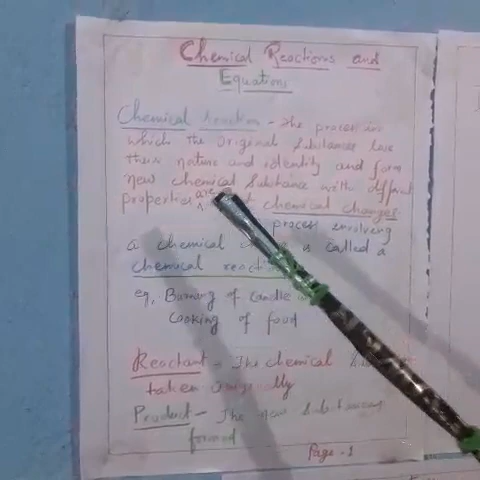 Chemical Reactions and
Equations
Chemical reaction - The process in
which the original substances lose
their nature and identity and form
new chemical substance with different
properties are chemical changes
process involving
a chemical is called a
chemical reaction
eg, Burning of candle
cooking of food
Reactant - The chemical
taken originally
Product - The new substances
formed
Page - 1